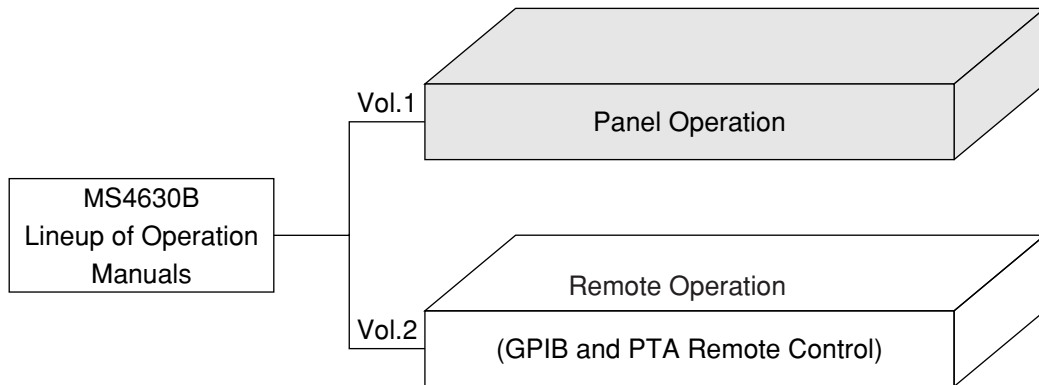 MS4630B
Lineup of Operation
Manuals
Vol.1
Panel Operation
Vol.2
Remote Operation
(GPIB and PTA Remote Control)